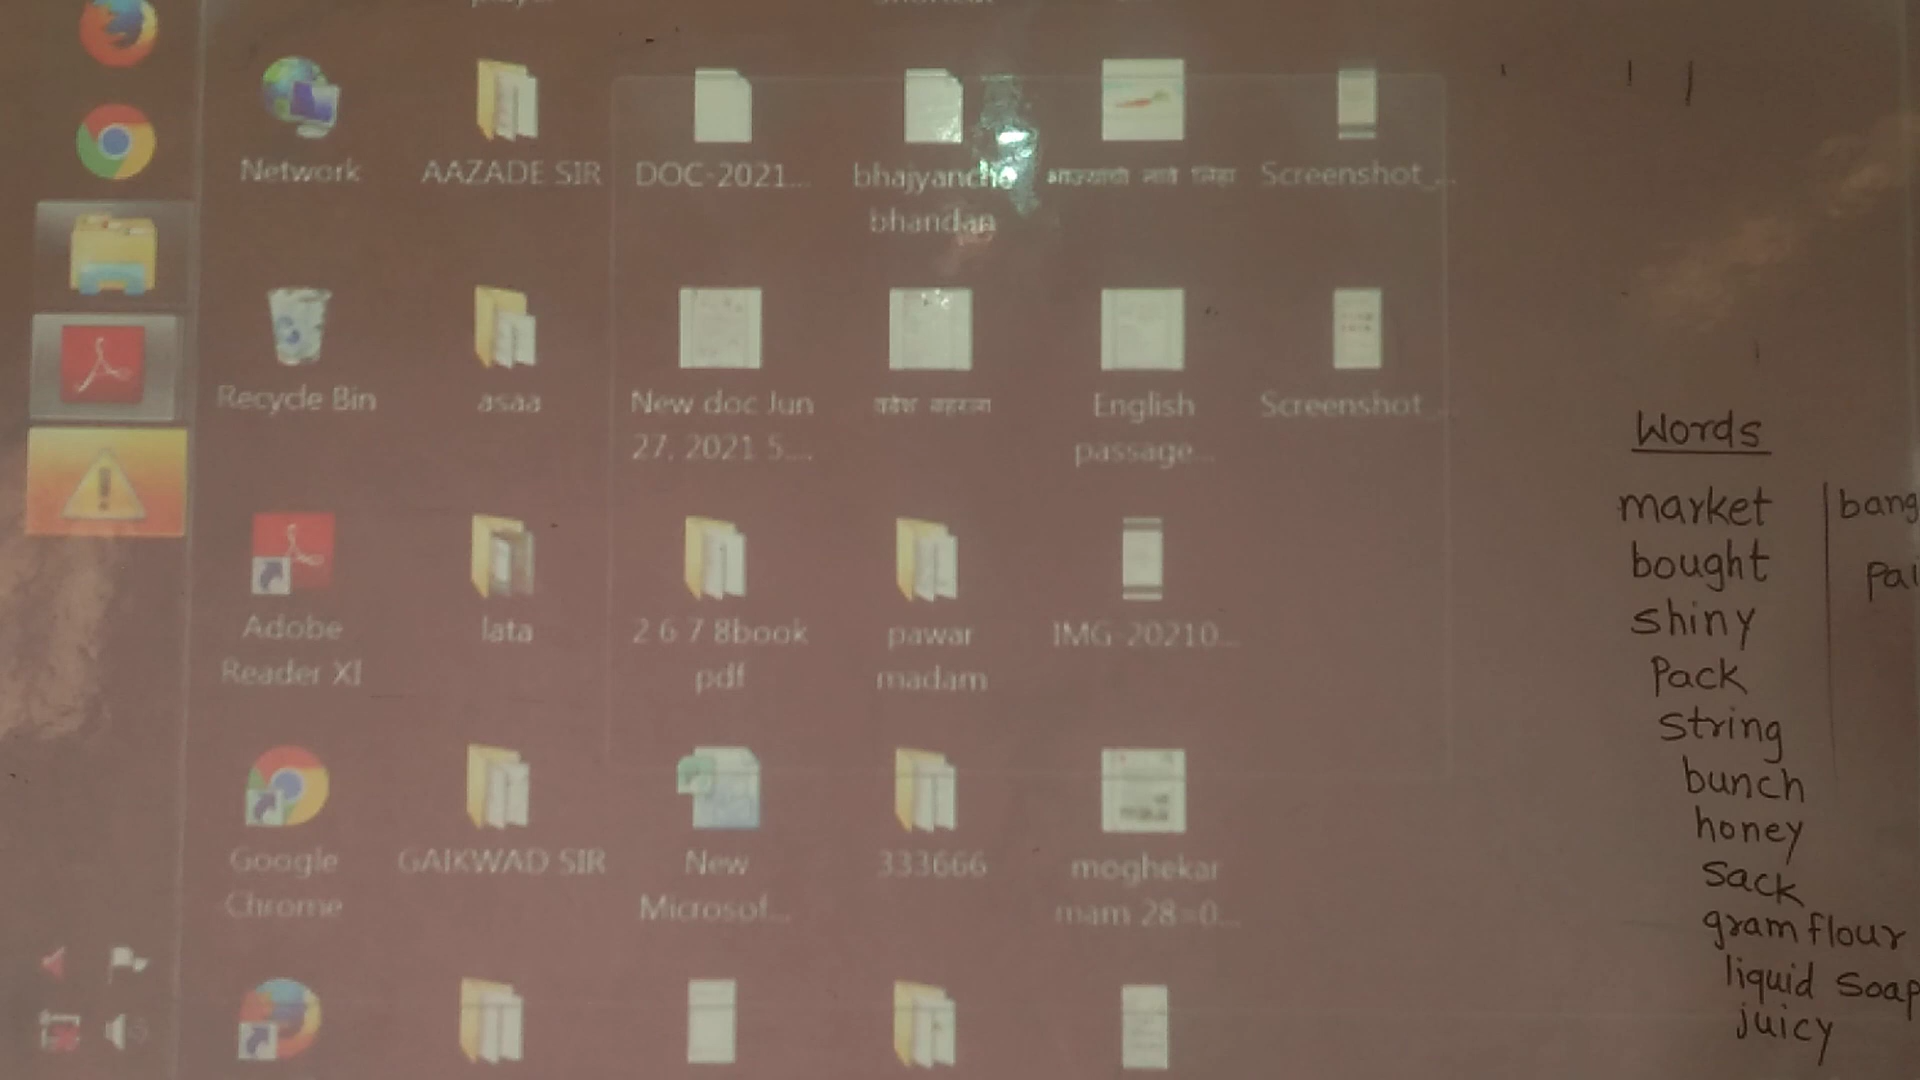 Network
AAZADE SIR
DOC-2021...
bhajyanche
bhandan
Screenshot_...
Recycle Bin
asaa
New doc Jun
27, 2021 5....
English
passage...
Screenshot_...
Adobe
Reader XI
lata
2 6 7 8book
pdf
pawar
madam
IMG-20210...
Google
Chrome
GAIKWAD SIR
New
Microsof...
333666
moghekar
mam 28=0...
Words
market
bought
shiny
Pack
string
bunch
honey
sack
gram flour
liquid soap
juicy
bang
pai